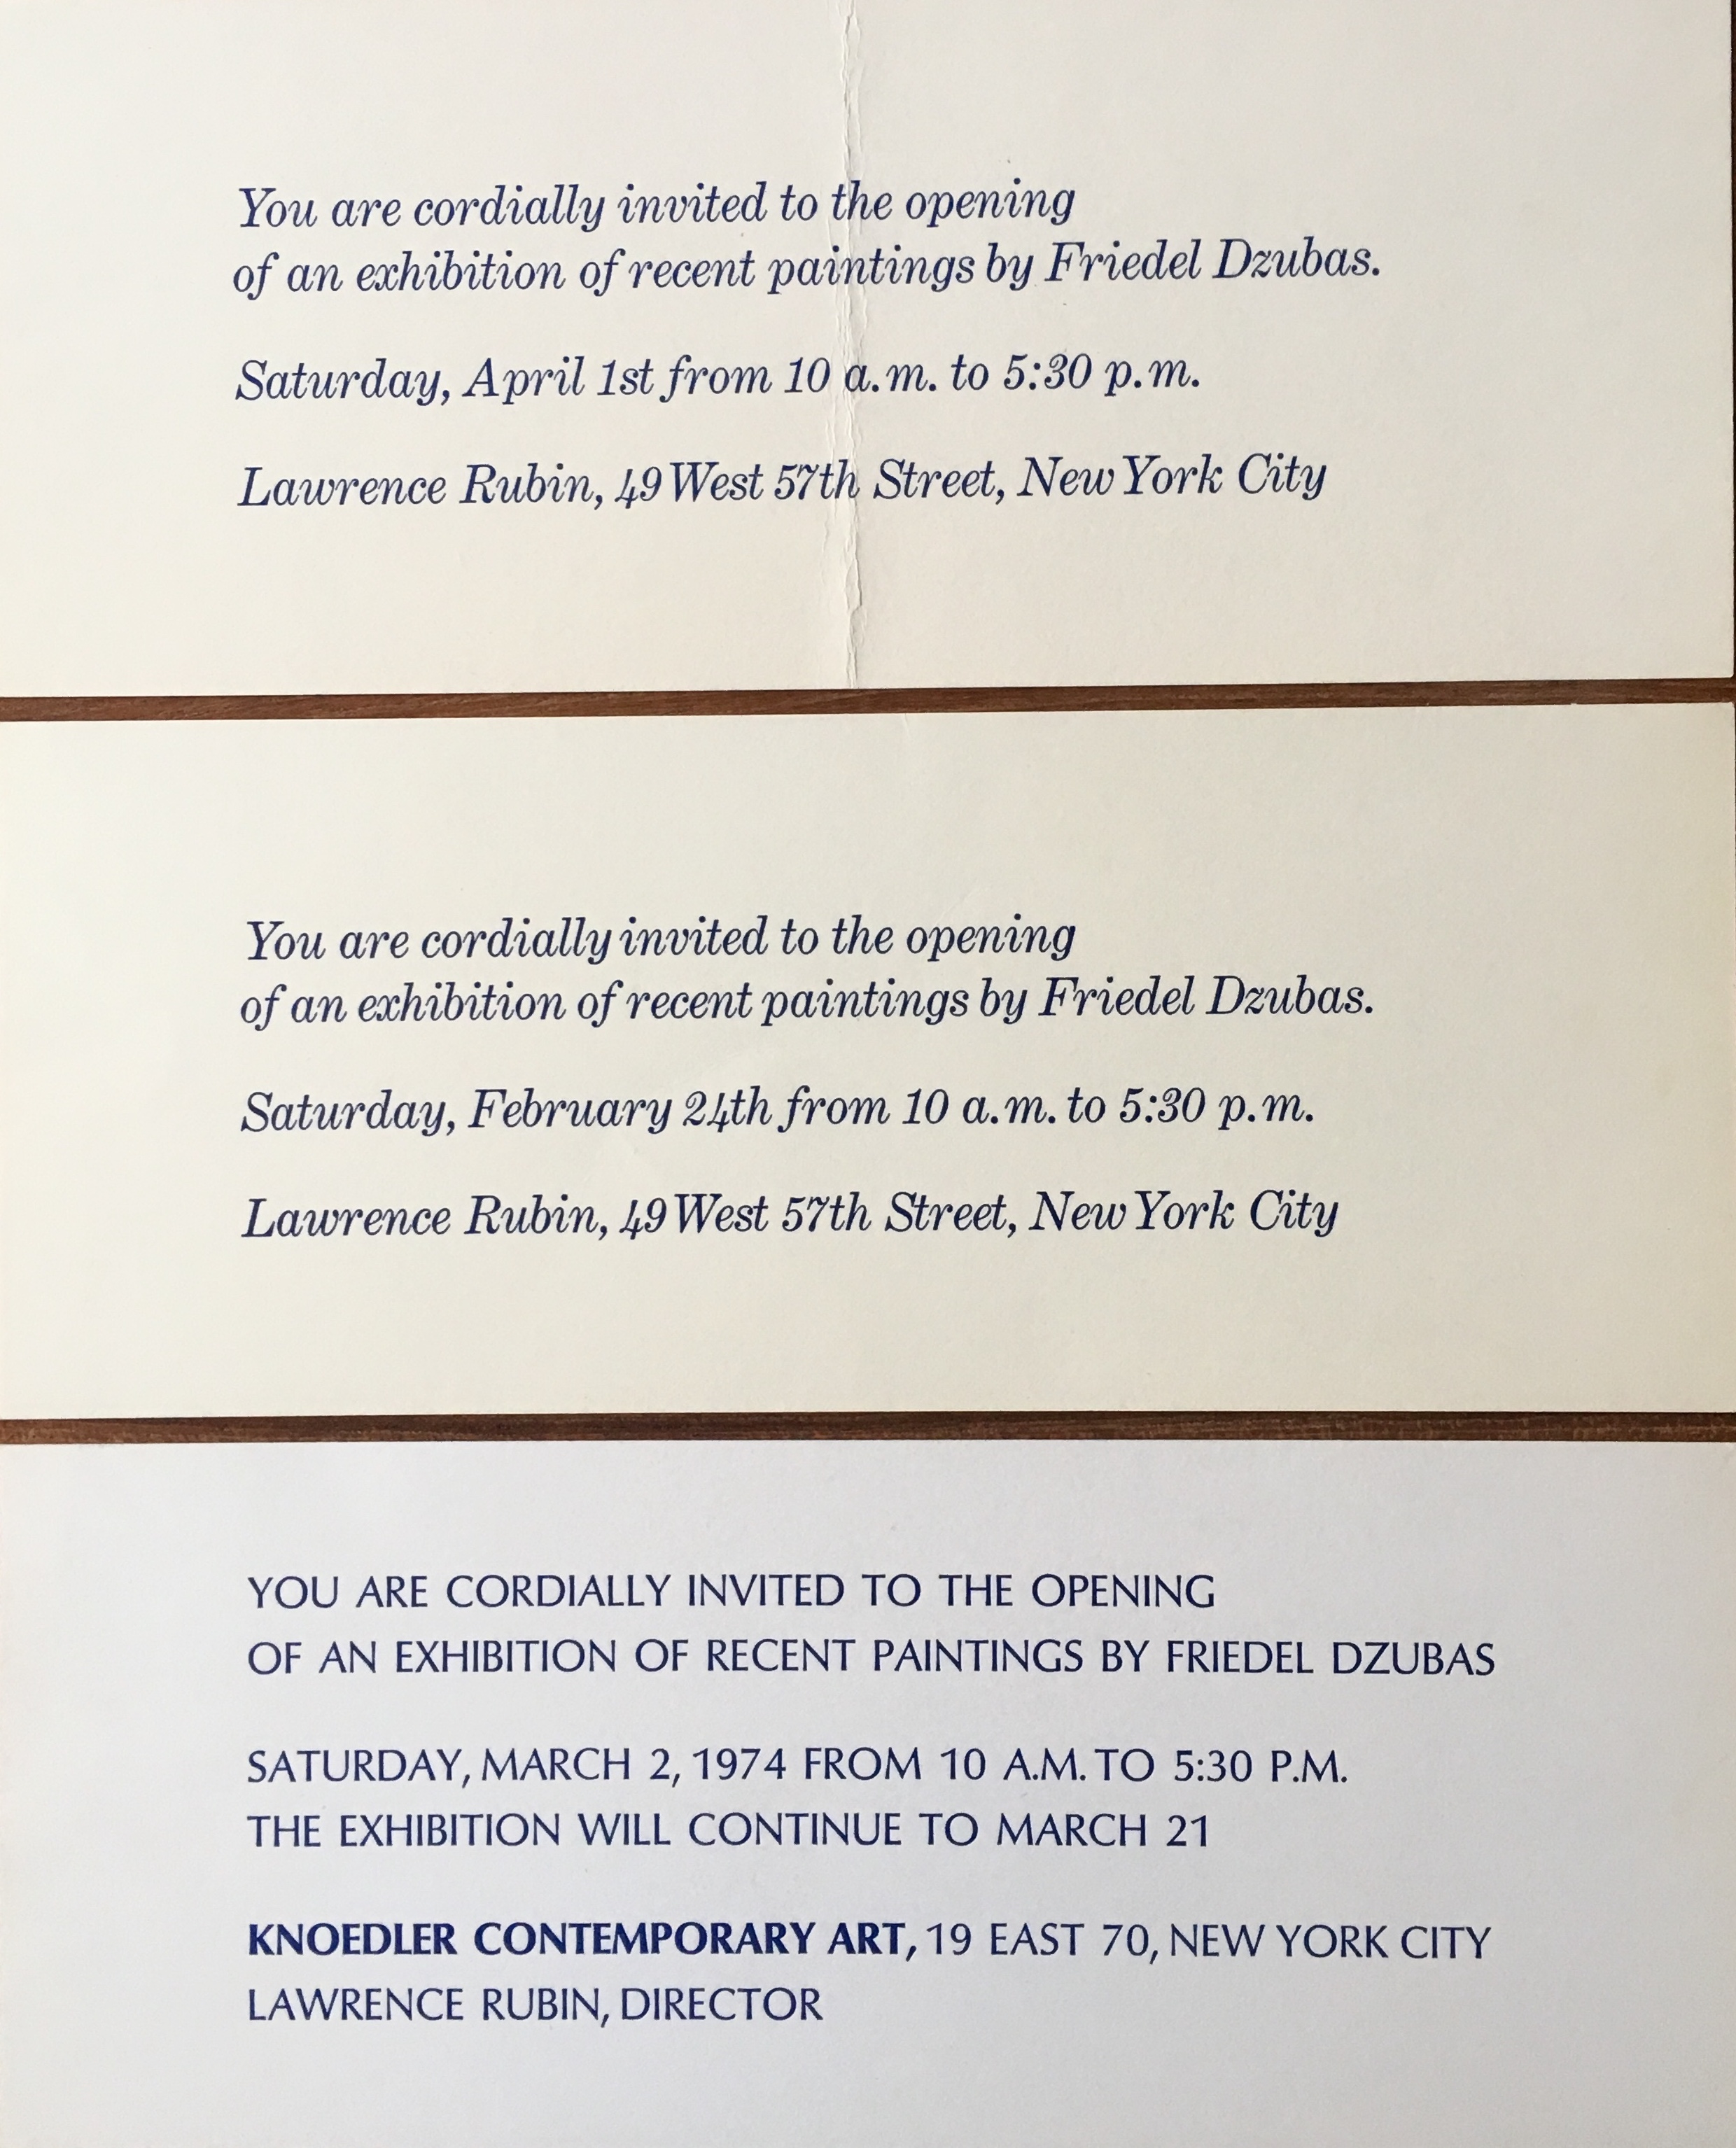 You are cordially invited to the opening
of an exhibition of recent paintings by Friedel Dzubas.
Saturday, April 1st from 10 a.m. to 5:30 p.m.
Lawrence Rubin, 49 West 57th Street, New York City
You are cordially invited to the opening
of an exhibition of recent paintings by Friedel Dzubas.
Saturday, February 24th from 10 a.m. to 5:30 p.m.
Lawrence Rubin, 49 West 57th Street, New York City
YOU ARE CORDIALLY INVITED TO THE OPENING
OF AN EXHIBITION OF RECENT PAINTINGS BY FRIEDEL DZUBAS
SATURDAY, MARCH 2, 1974 FROM 10 A.M. TO 5:30 P.M.
THE EXHIBITION WILL CONTINUE TO MARCH 21
KNOEDLER CONTEMPORARY ART, 19 EAST 70, NEW YORK CITY
LAWRENCE RUBIN, DIRECTOR